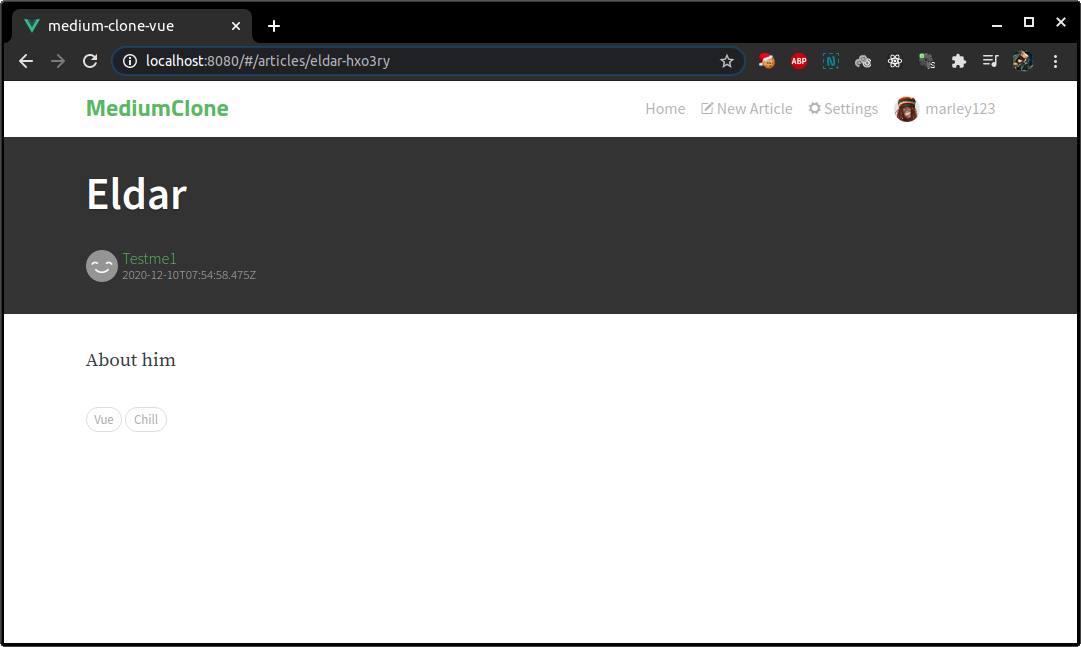 medium-clone-vue
localhost:8080/#/articles/eldar-hxo3ry
ABP
N
S
MediumClone
Home New Article Settings marley123
Eldar
Testme1
2020-12-10T07:54:58.475Z
About him
Vue Chill